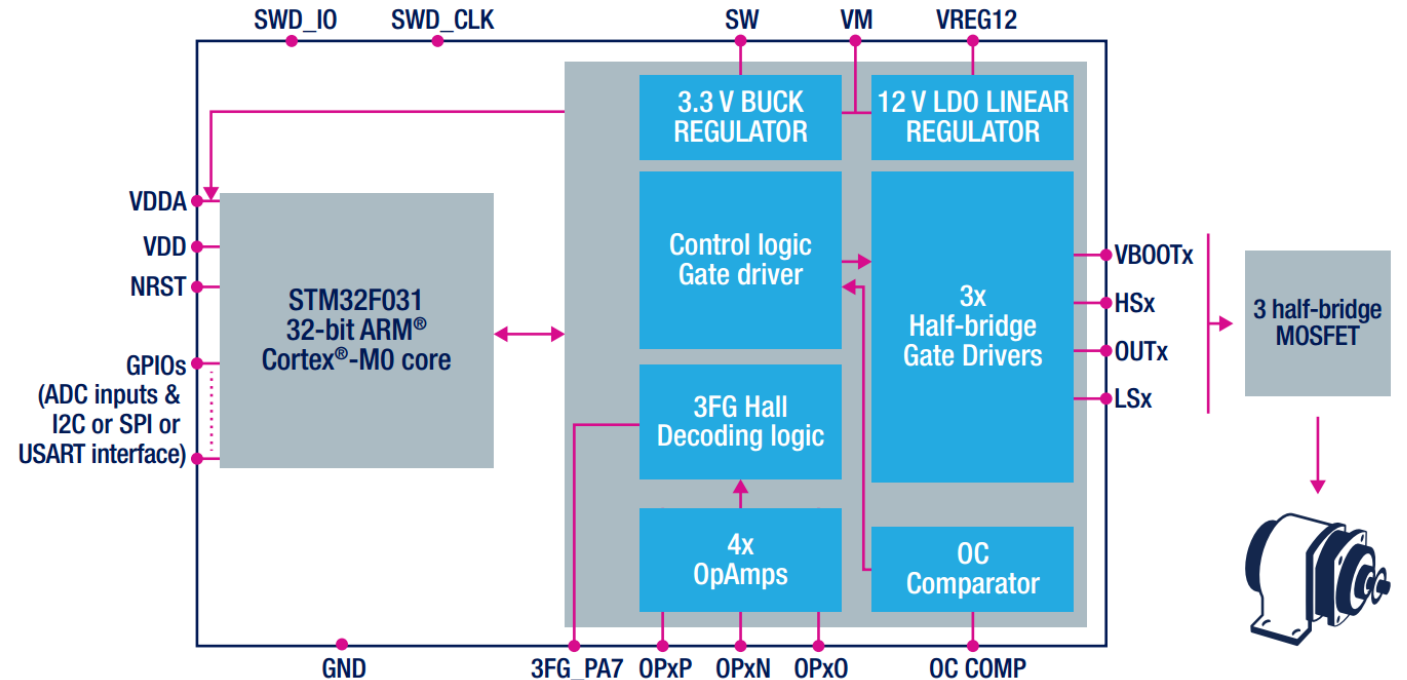 SWD_IO SWD_CLK SW VM VREG12
3.3 V BUCK
REGULATOR
12 V LDO LINEAR
REGULATOR
VDDA
VDD
NRST
GPIOs
(ADC inputs &
I2C or SPI or
USART interface)
STM32F031
32-bit ARM®
Cortex®-M0 core
Control logic
Gate driver
3x
Half-bridge
Gate Drivers
3FG Hall
Decoding logic
4x
OpAmps
OC
Comparator
VBOOTx
HSx
OUTx
LSx
3 half-bridge
MOSFET
GND 3FG_PA7 OPxP OPxN OPxO OC COMP